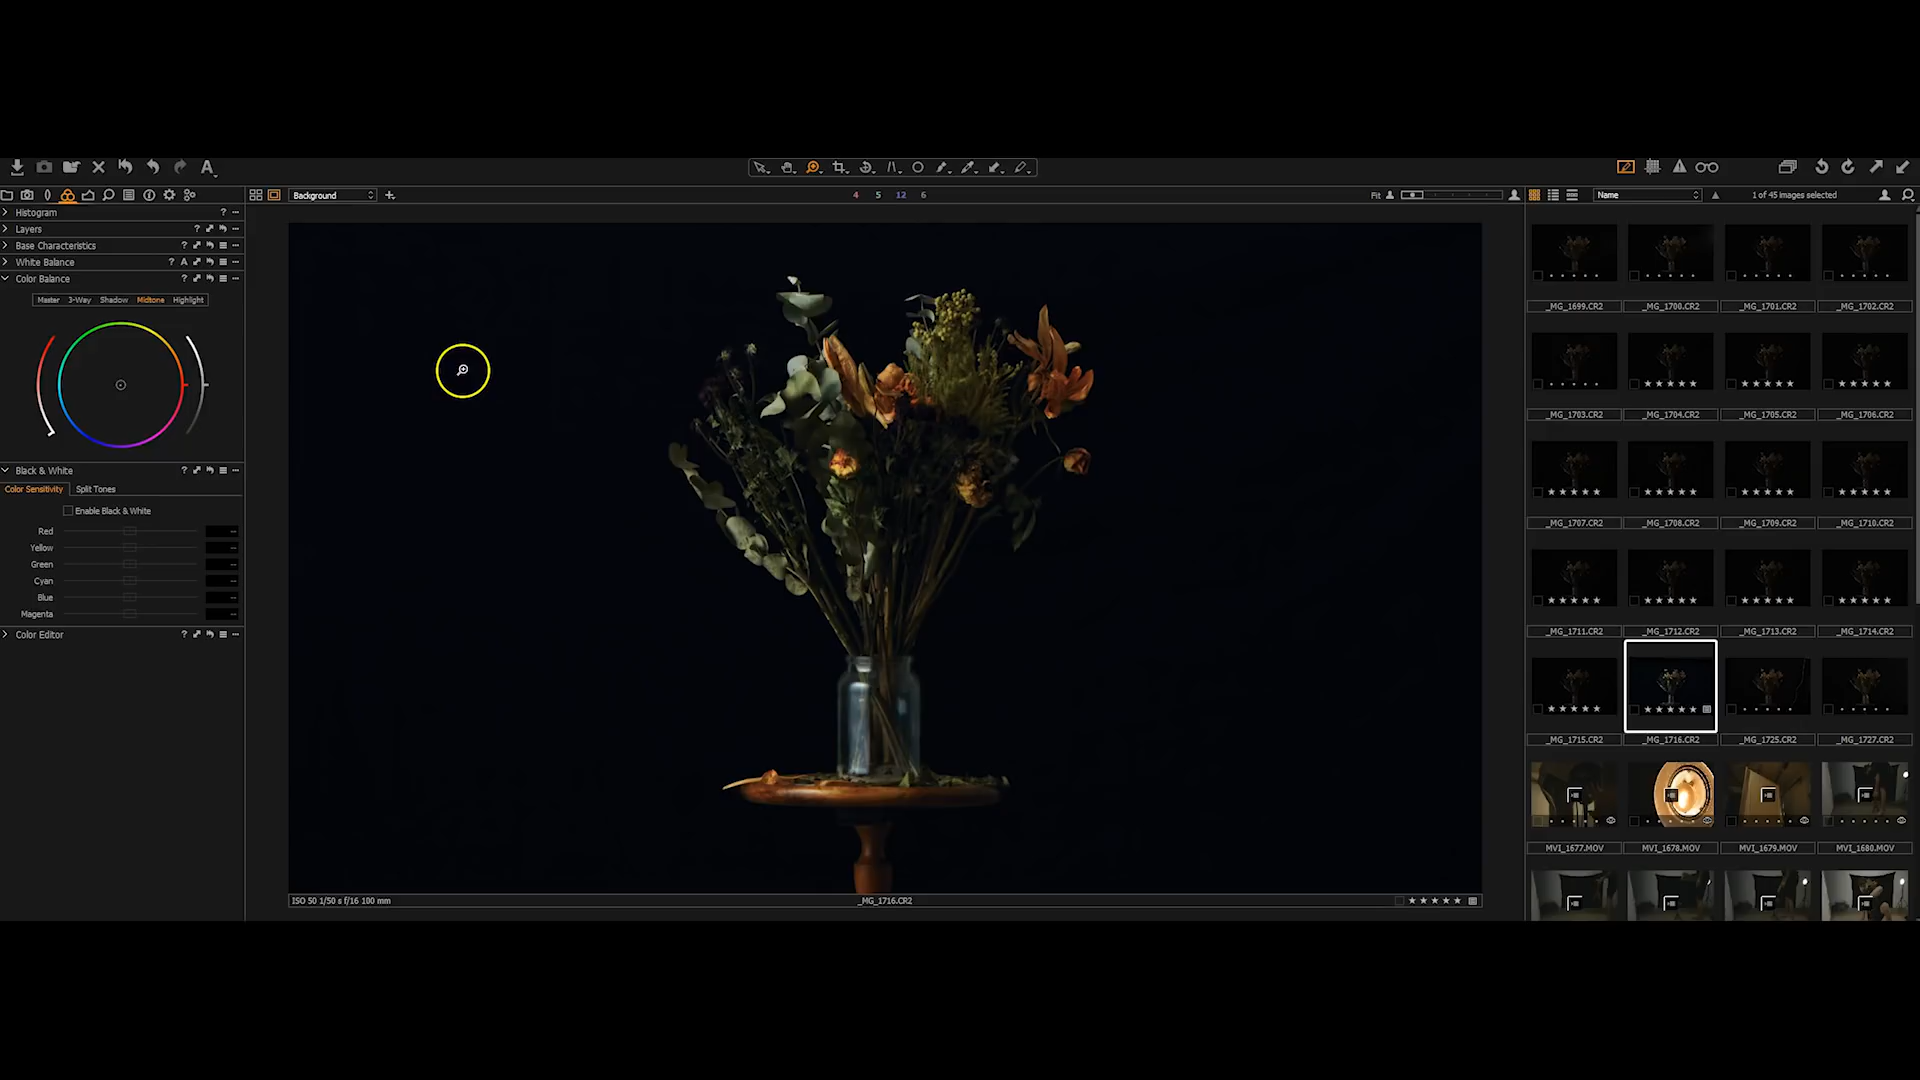 Background
4 5 12 6
Fit
Name
1 of 45 images selected
Histogram
Layers
Base Characteristics
White Balance
Color Balance
Master 3-Way Shadow Midtone Highlight
Black & White
Color Sensitivity Split Tones
Enable Black & White
Red
Yellow
Green
Cyan
Blue
Magenta
Color Editor
ISO 50 1/50 s f/16 100 mm
_MG_1716.CR2
_MG_1699.CR2 _MG_1700.CR2 _MG_1701.CR2 _MG_1702.CR2
_MG_1703.CR2 _MG_1704.CR2 _MG_1705.CR2 _MG_1706.CR2
_MG_1707.CR2 _MG_1708.CR2 _MG_1709.CR2 _MG_1710.CR2
_MG_1711.CR2 _MG_1712.CR2 _MG_1713.CR2 _MG_1714.CR2
_MG_1715.CR2 _MG_1716.CR2 _MG_1725.CR2 _MG_1727.CR2
MVI_1677.MOV MVI_1678.MOV MVI_1679.MOV MVI_1680.MOV